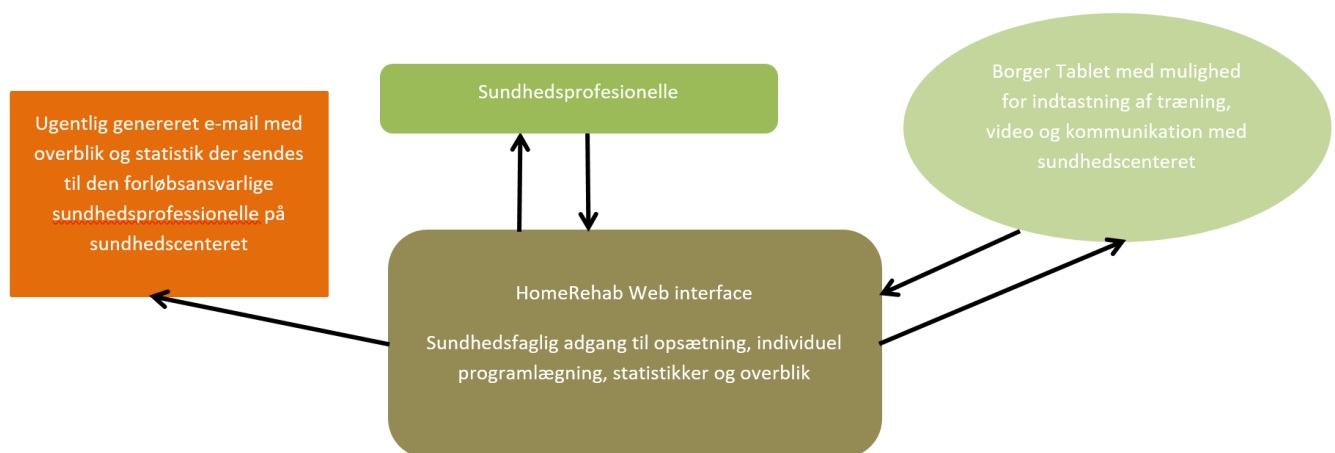 Ugentlig genereret e-mail med
overblik og statistik der sendes
til den forløbsansvarlige
sundhedsprofessionelle på
sundhedscenteret
Sundhedsprofesionelle
Borger Tablet med mulighed
for indtastning af træning,
video og kommunikation med
sundhedscenteret
HomeRehab Web interface
Sundhedsfaglig adgang til opsætning, individuel
programlægning, statistikker og overblik